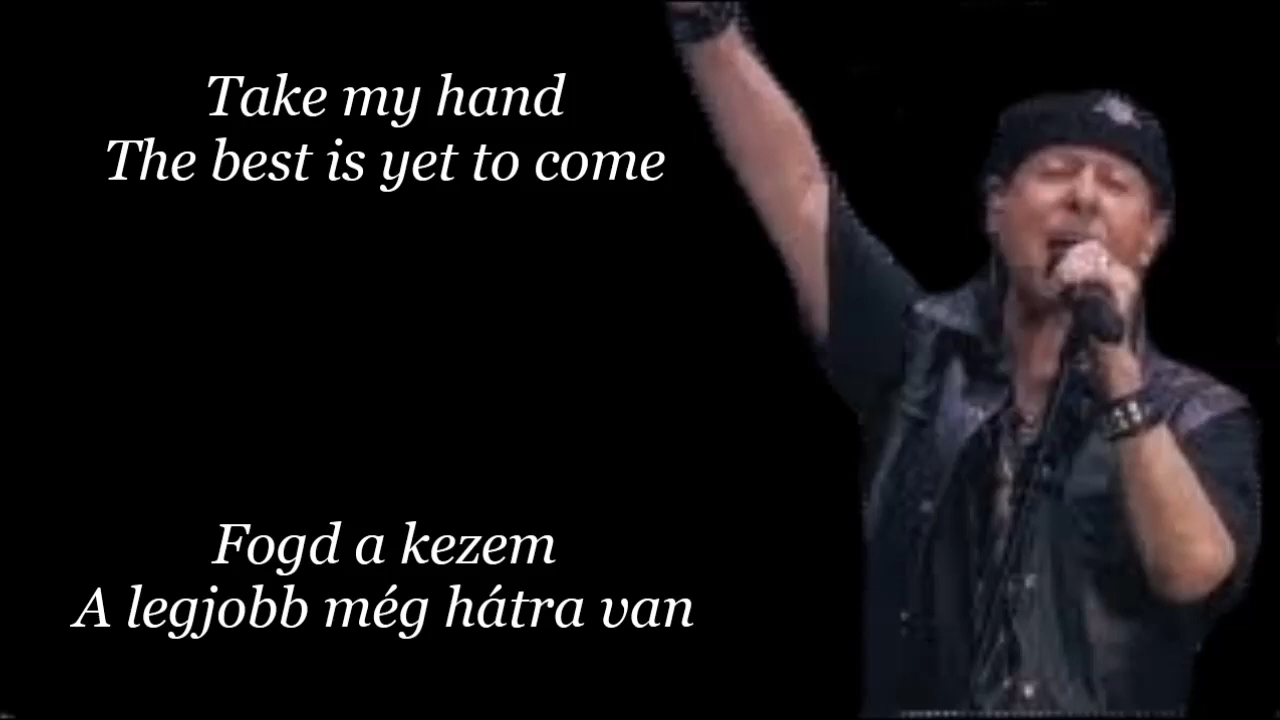 Take my hand
The best is yet to come
Fogd a kezem
A legjobb még hátra van